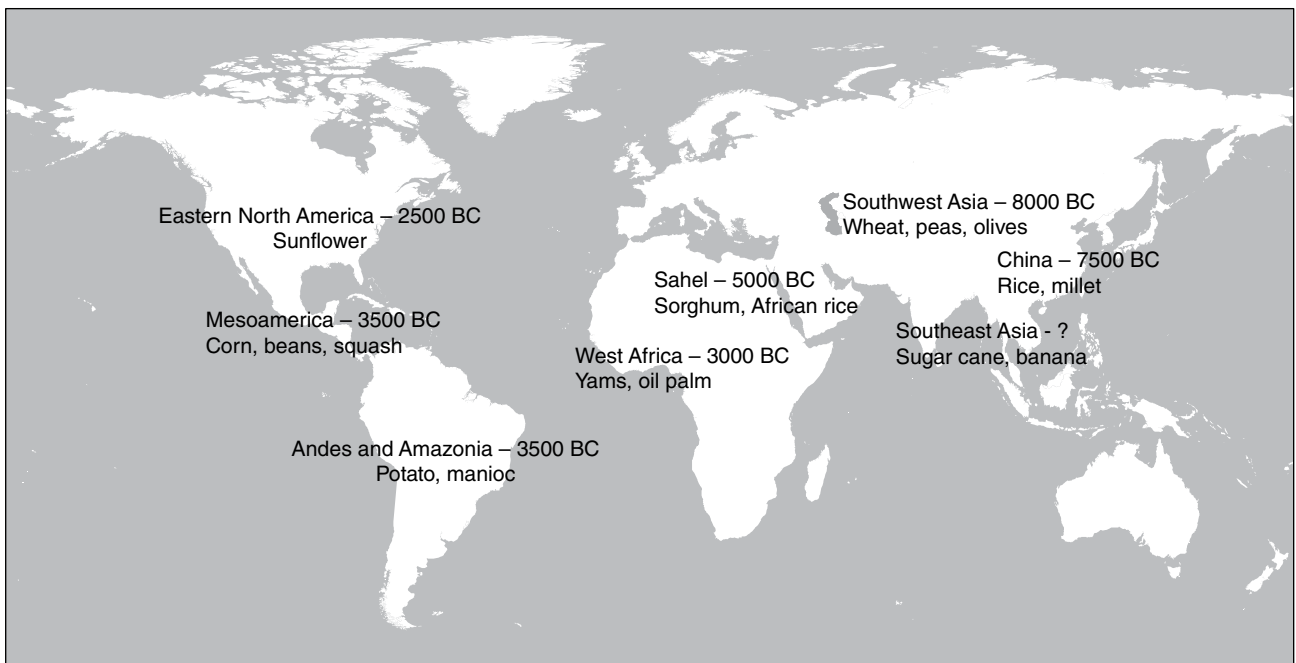 Eastern North America – 2500 BC
Sunflower
Mesoamerica – 3500 BC
Corn, beans, squash
Andes and Amazonia – 3500 BC
Potato, manioc
Sahel – 5000 BC
Sorghum, African rice
West Africa – 3000 BC
Yams, oil palm
Southwest Asia – 8000 BC
Wheat, peas, olives
China – 7500 BC
Rice, millet
Southeast Asia - ?
Sugar cane, banana